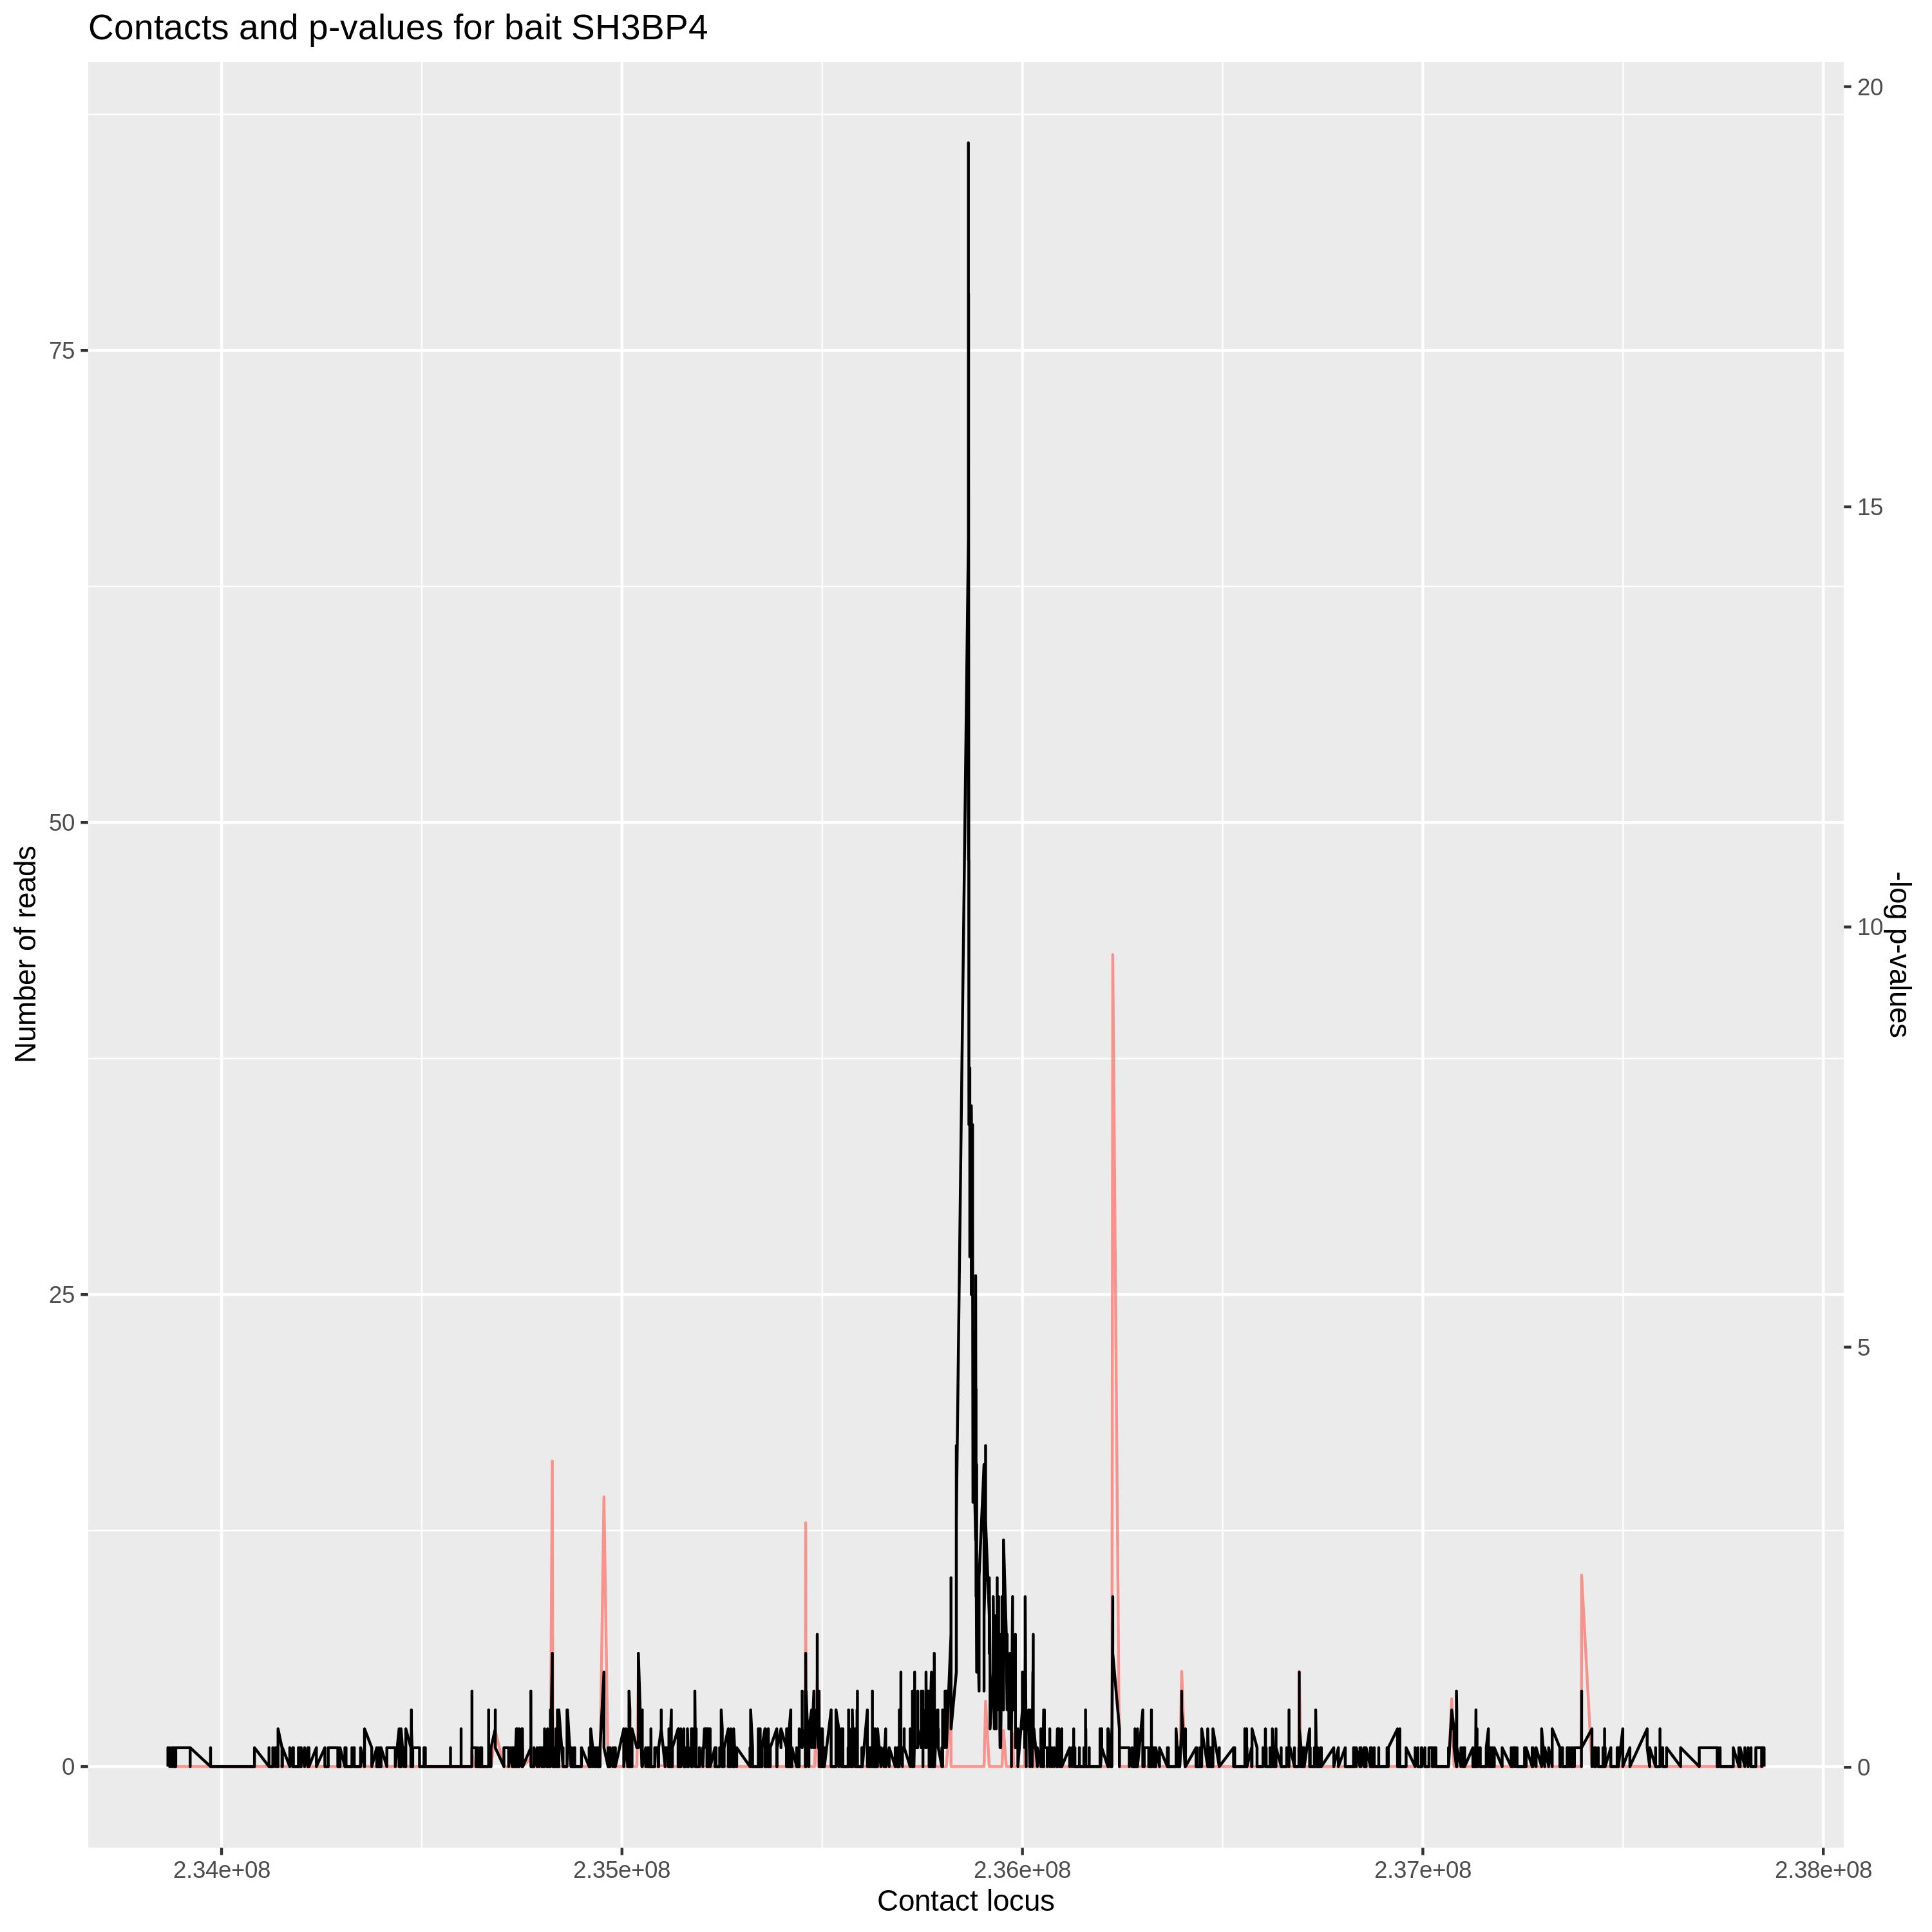 Contacts and p-values for bait SH3BP4
20
75
15
50
Number of reads
10
-log p-values
25
5
0
0
2.34e+08
2.35e+08
2.36e+08
2.37e+08
2.38e+08
Contact locus